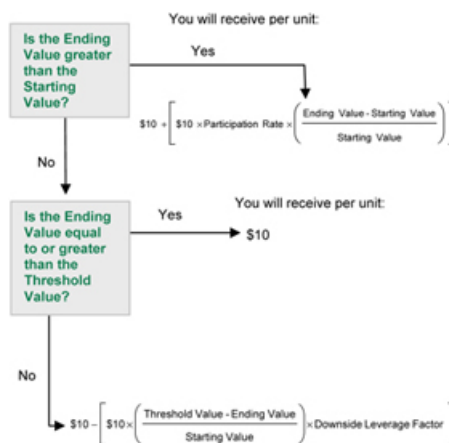 You will receive per unit:
Is the Ending
Value greater
than the
Starting
Value?
Yes
$10 + [ $10 × Participation Rate × ( Ending Value - Starting Value
Starting Value ) ]
No
Is the Ending
Value equal
to or greater
than the
Threshold
Value?
Yes
You will receive per unit:
$10
No
$10 − [ $10 × ( Threshold Value - Ending Value
Starting Value ) × Downside Leverage Factor ]